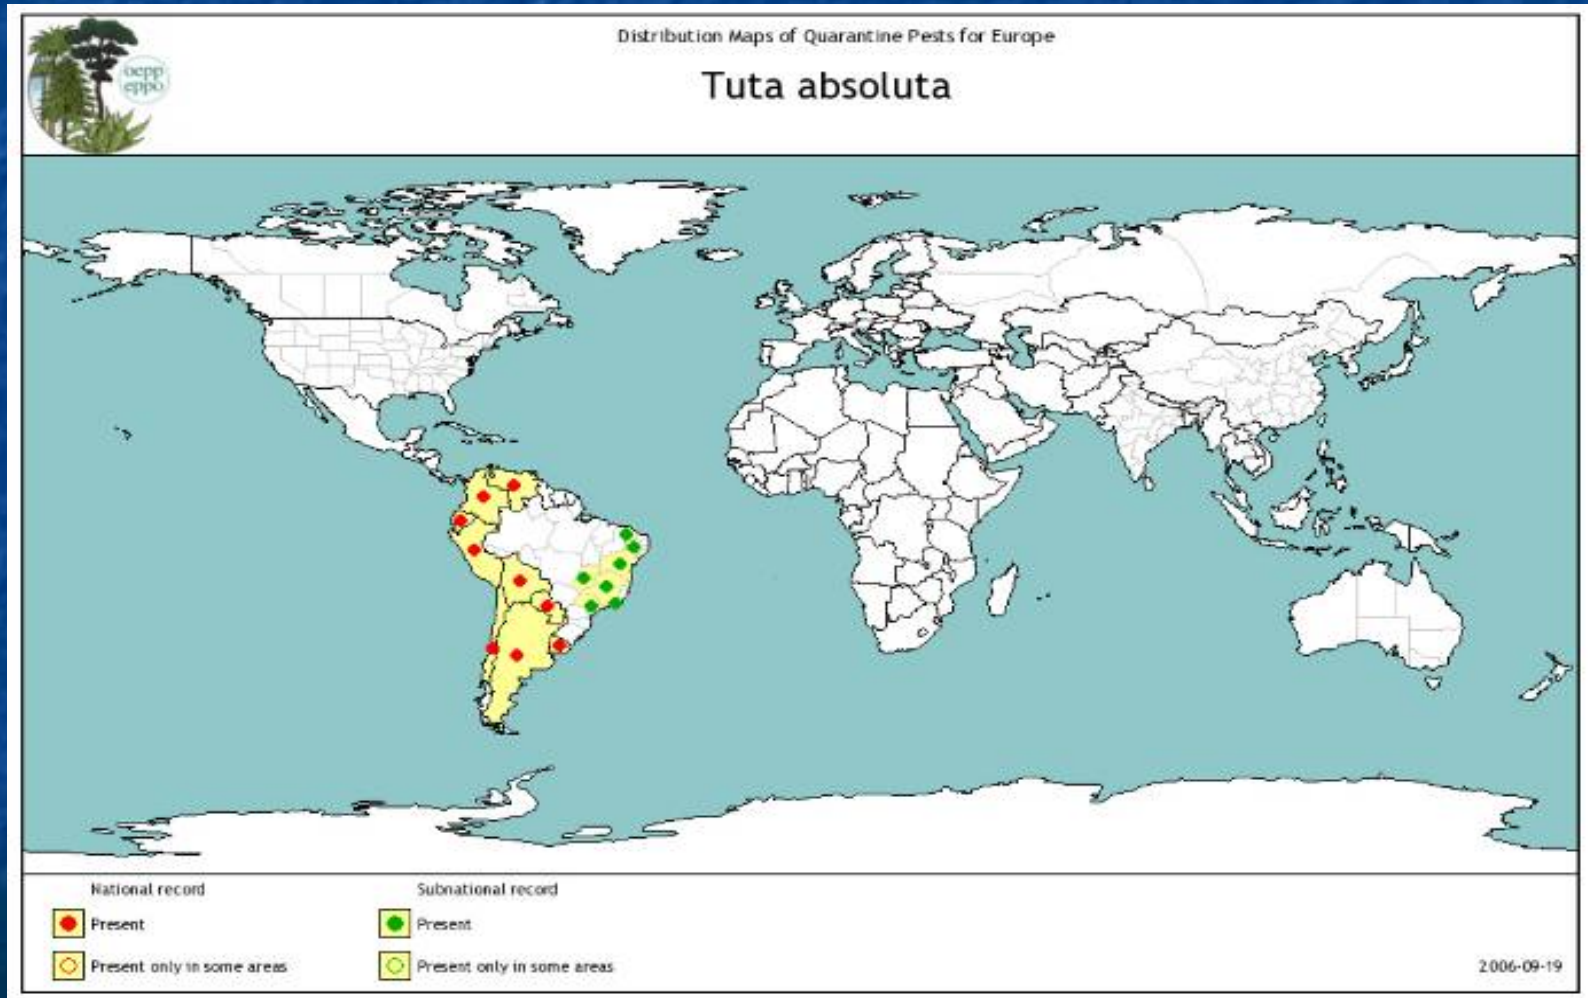 oepp
eppo
Distribution Maps of Quarantine Pests for Europe
Tuta absoluta
National record
Subnational record
Present
Present
Present only in some areas
Present only in some areas
2006-09-19